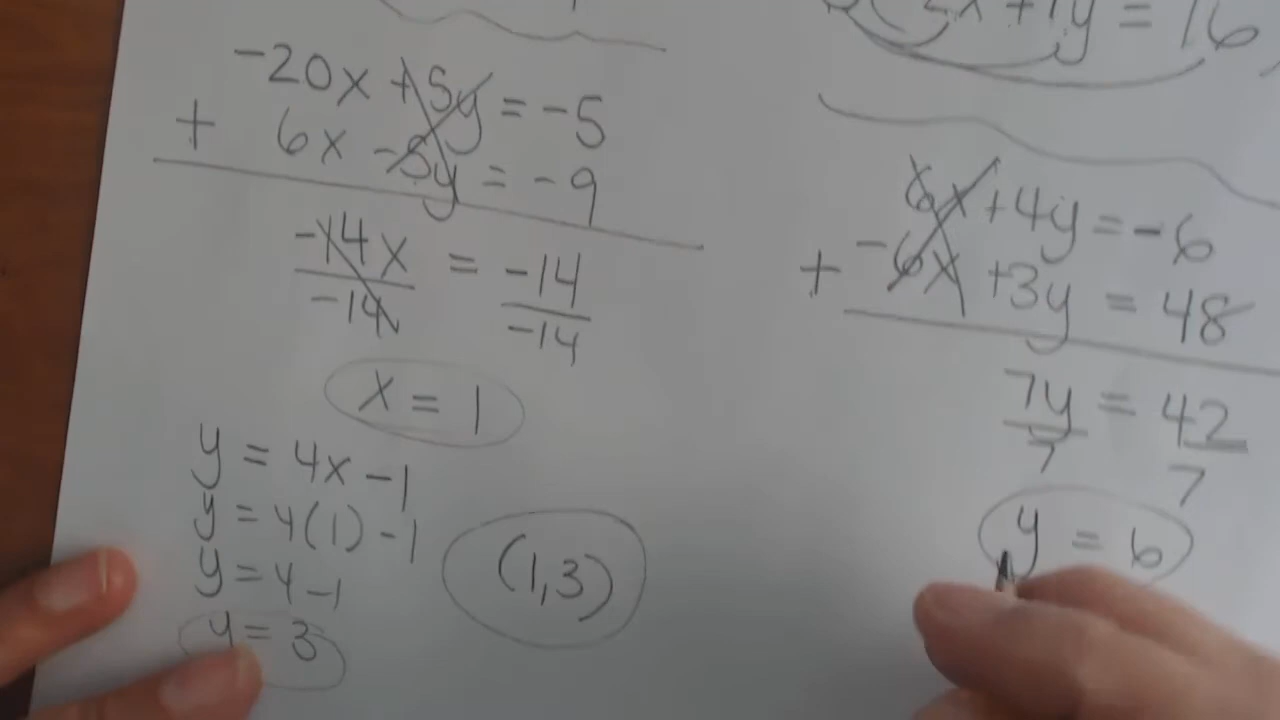 -20x + 5y = -5
+ 6x - 5y = -9
-14x = -14
-14 -14
x = 1
y = 4x - 1
y = 4(1) - 1
y = 4 - 1
y = 3
(1,3)
y = 16
6x + 4y = -6
+ -6x + 3y = 48
7y = 42
7 7
y = 6